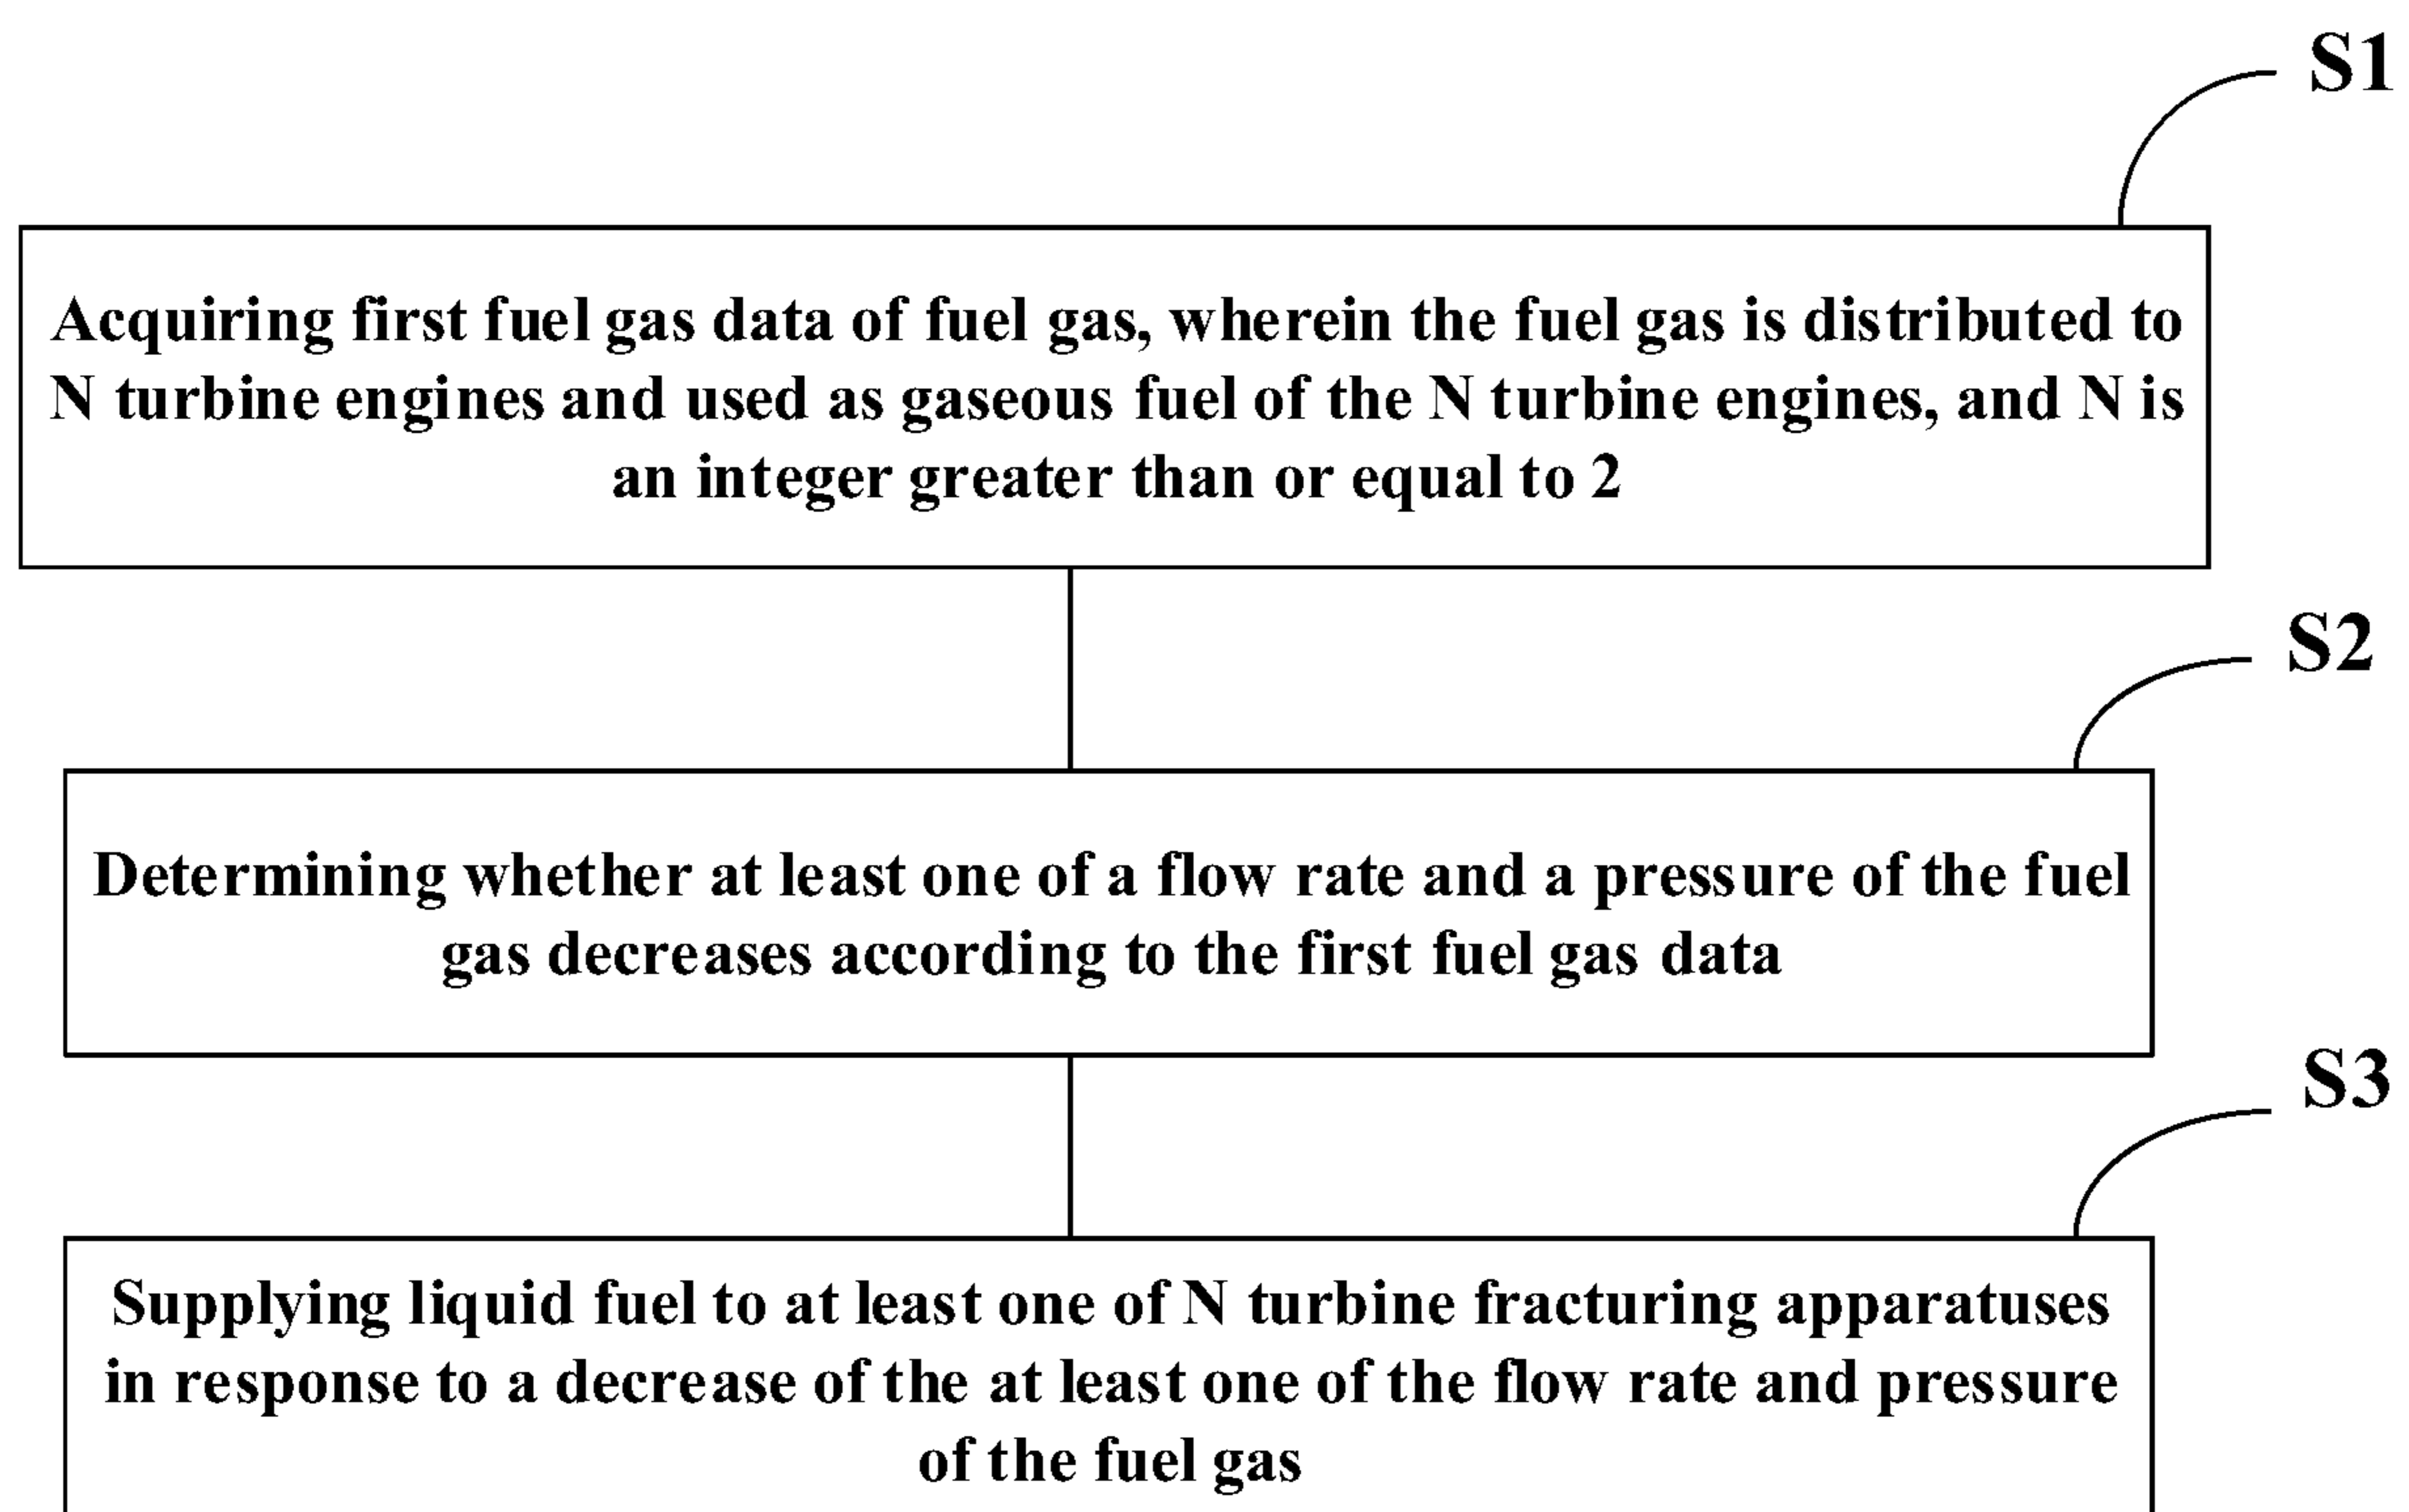 S1
Acquiring first fuel gas data of fuel gas, wherein the fuel gas is distributed to
N turbine engines and used as gaseous fuel of the N turbine engines, and N is
an integer greater than or equal to 2
S2
Determining whether at least one of a flow rate and a pressure of the fuel
gas decreases according to the first fuel gas data
S3
Supplying liquid fuel to at least one of N turbine fracturing apparatuses
in response to a decrease of the at least one of the flow rate and pressure
of the fuel gas